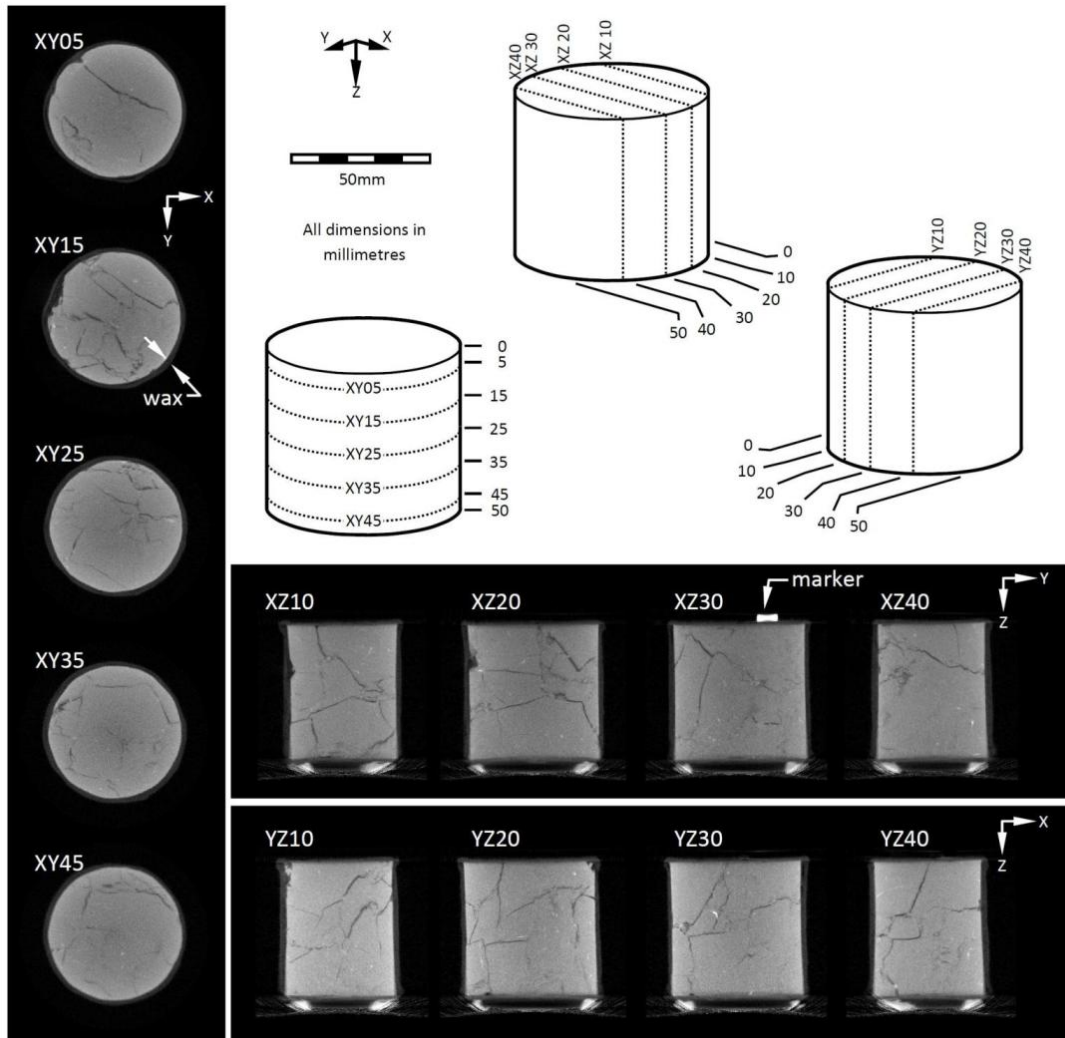 XY05
X
Y
XY15
wax
XY25
XY35
XY45
Y
X
Z
50mm
All dimensions in
millimetres
XZ40
XZ 30
XZ 20
XZ 10
0
10
20
30
40
50
YZ10
YZ20
YZ30
YZ40
0
10
20
30
40
50
0
5
XY05
15
XY15
25
XY25
35
XY35
45
XY45
50
marker
XZ10
XZ20
XZ30
XZ40
Y
Z
YZ10
YZ20
YZ30
YZ40
X
Z